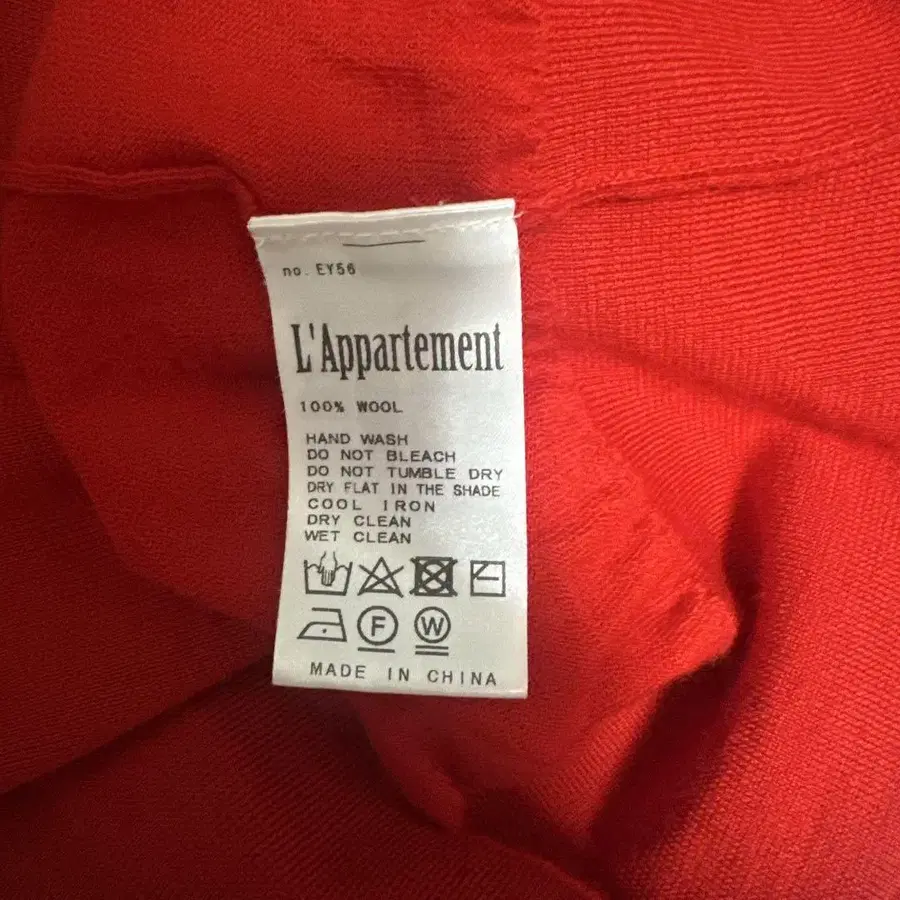 no. EY56
L'Appartement
100% WOOL
HAND WASH
DO NOT BLEACH
DO NOT TUMBLE DRY
DRY FLAT IN THE SHADE
COOL IRON
DRY CLEAN
WET CLEAN
F W
MADE IN CHINA